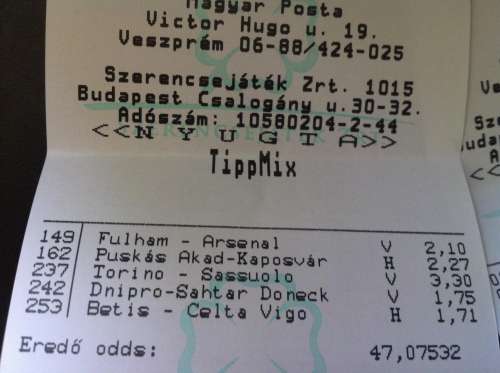 Magyar Posta
Victor Hugo u. 19.
Veszprém 06-88/424-025
Szerencsejáték Zrt. 1015
Budapest Csalogány u.30-32.
Adószám: 10580204-2-44
<<N Y U G T A>>
TippMix
149 Fulham - Arsenal V 2,10
162 Puskás Akad-Kaposvár H 2,27
237 Torino - Sassuolo V 3,30
242 Dnipro-Sahtar Doneck V 1,75
253 Betis - Celta Vigo H 1,71
Eredő odds: 47,07532